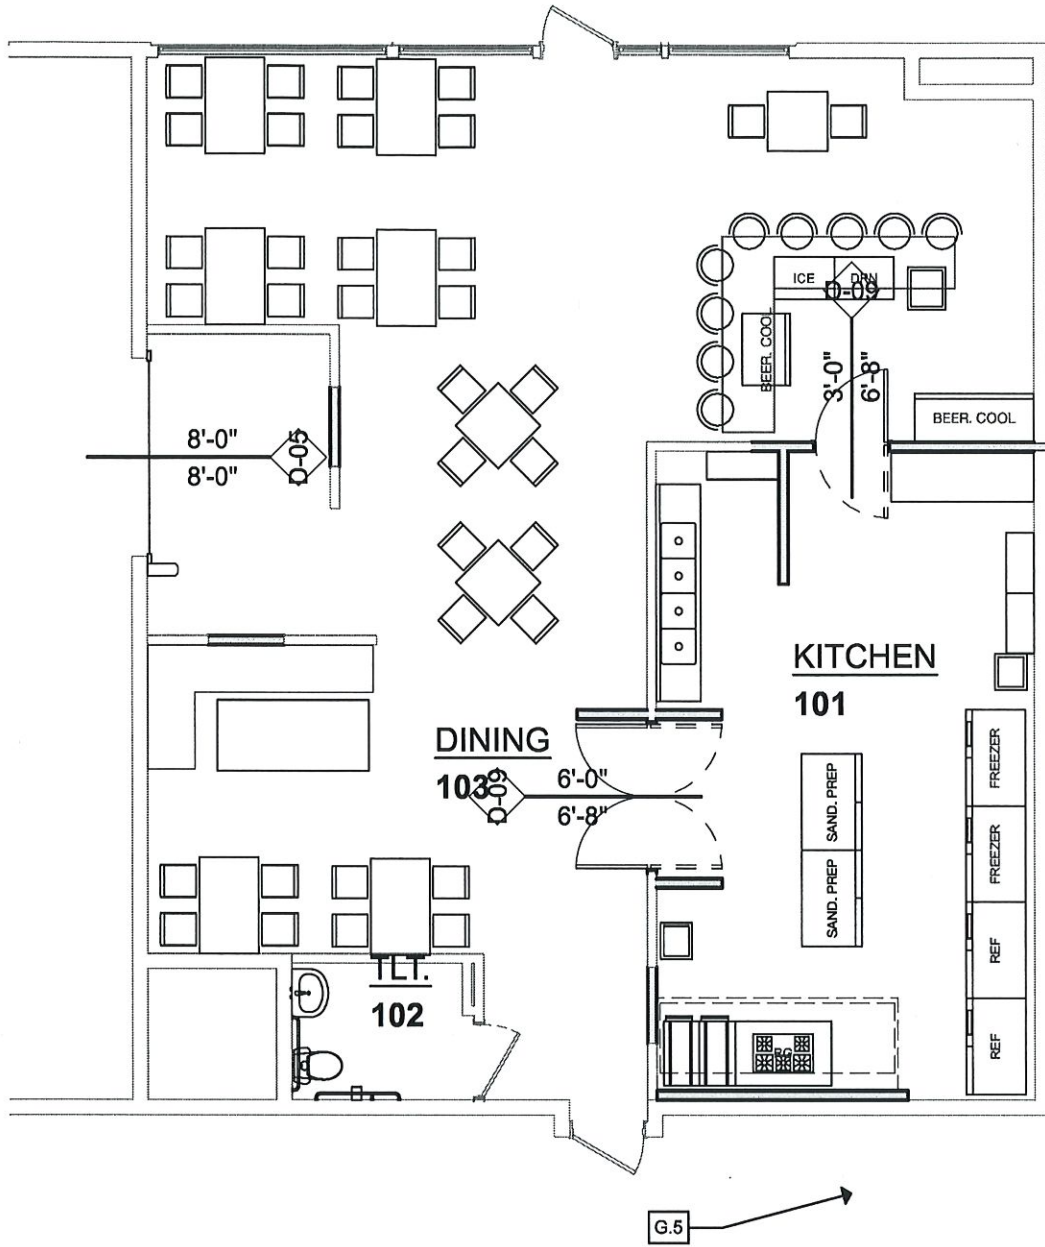 ICE
DRN
D-09
BEER. COOL
3'-0"
6'-8"
BEER. COOL
8'-0"
8'-0"
D-05
KITCHEN
101
DINING
103
D-09
6'-0"
6'-8"
SAND. PREP
SAND. PREP
FREEZER
FREEZER
REF
REF
TLT.
102
RG
G.5